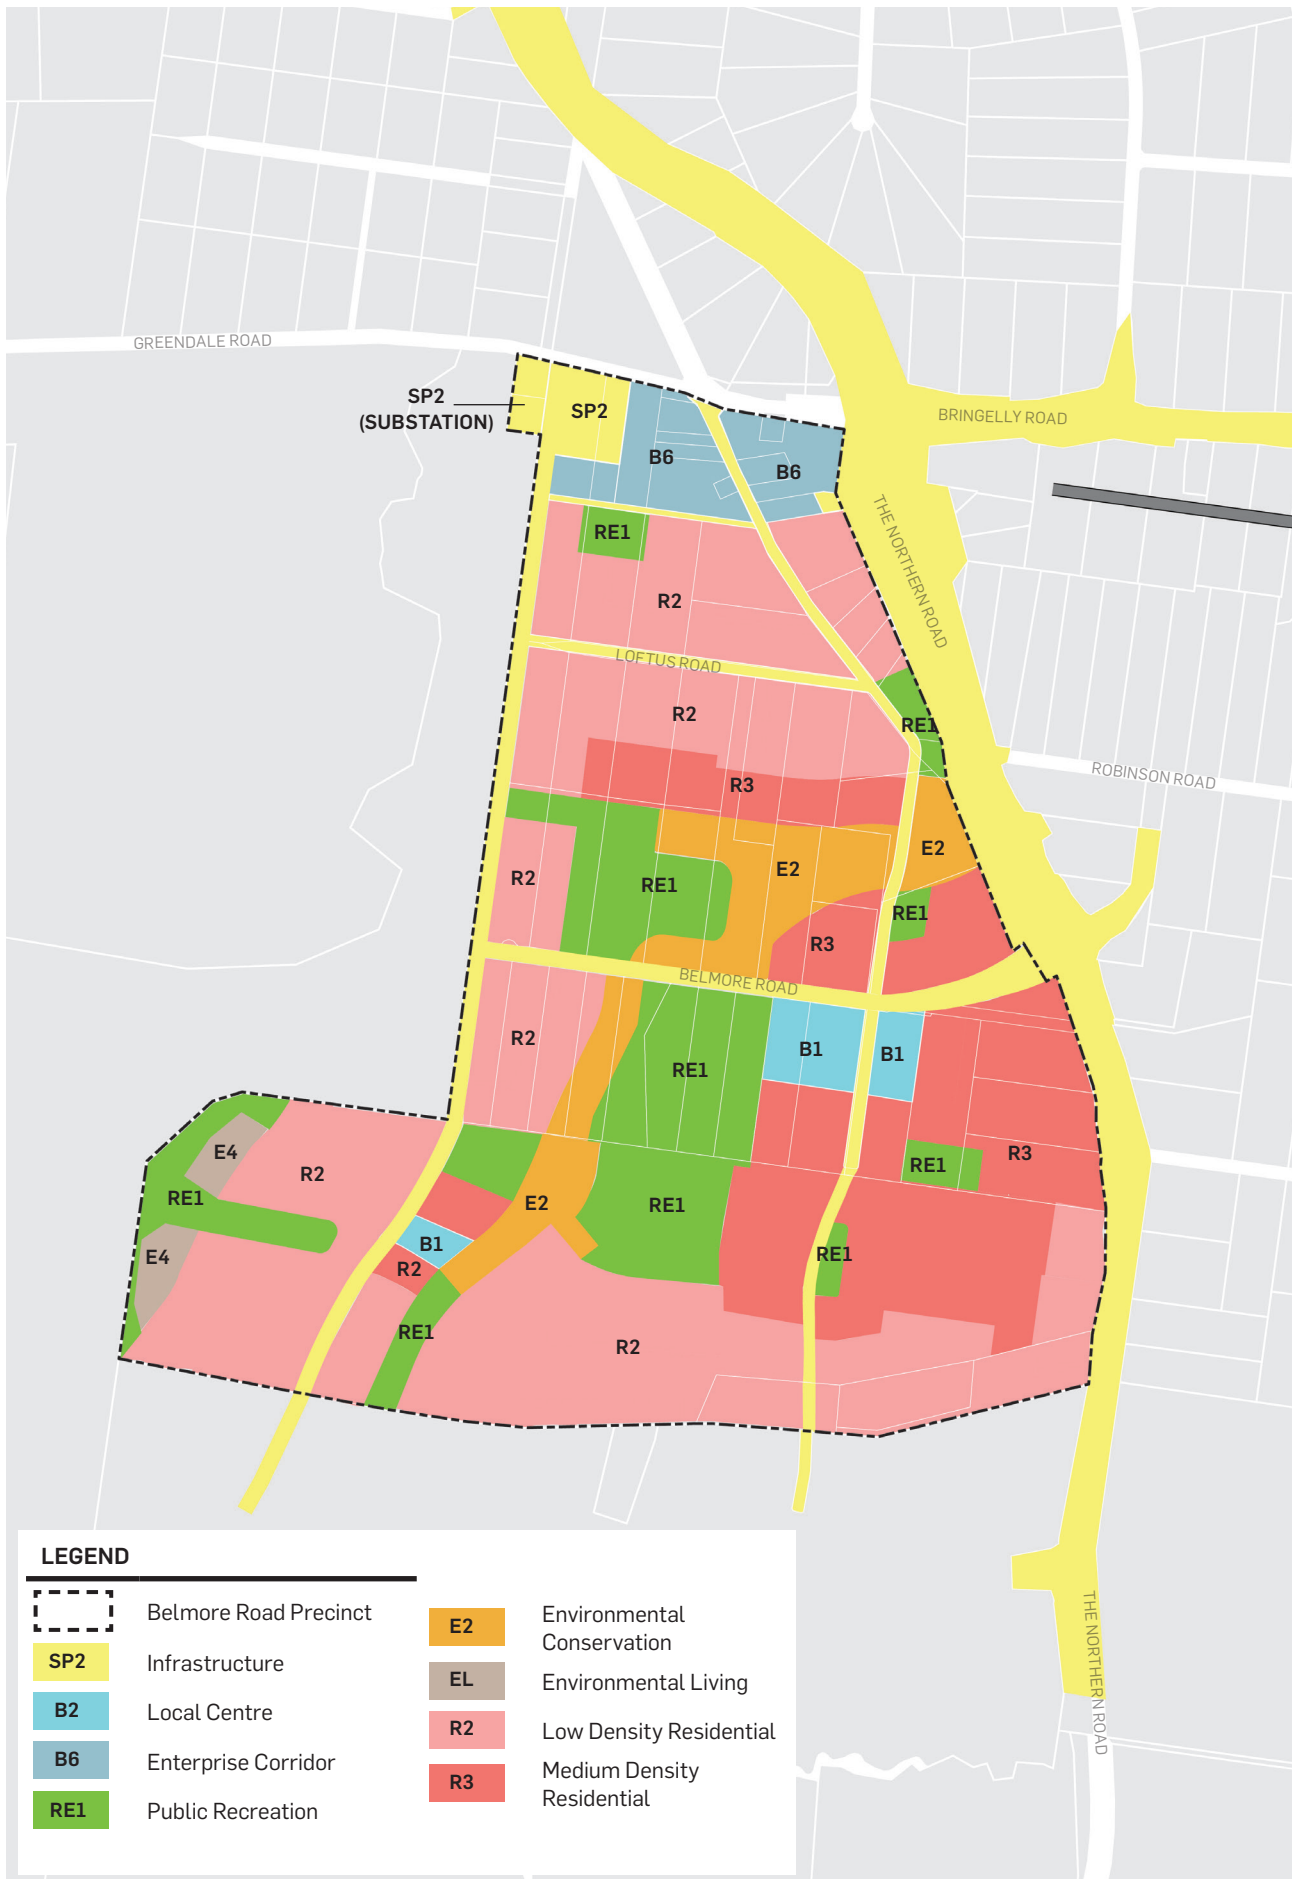 GREENDALE ROAD
SP2
(SUBSTATION)
SP2
BRINGELLY ROAD
B6
B6
THE NORTHERN ROAD
RE1
R2
LOFTUS ROAD
R2
RE1
R3
ROBINSON ROAD
E2
E2
R2
RE1
RE1
R3
BELMORE ROAD
R2
B1
B1
RE1
E4
R2
R3
RE1
RE1
E2
RE1
B1
RE1
E4
R2
RE1
R2
LEGEND
Belmore Road Precinct
SP2
Infrastructure
B2
Local Centre
B6
Enterprise Corridor
RE1
Public Recreation
E2
Environmental
Conservation
EL
Environmental Living
R2
Low Density Residential
R3
Medium Density
Residential
THE NORTHERN ROAD